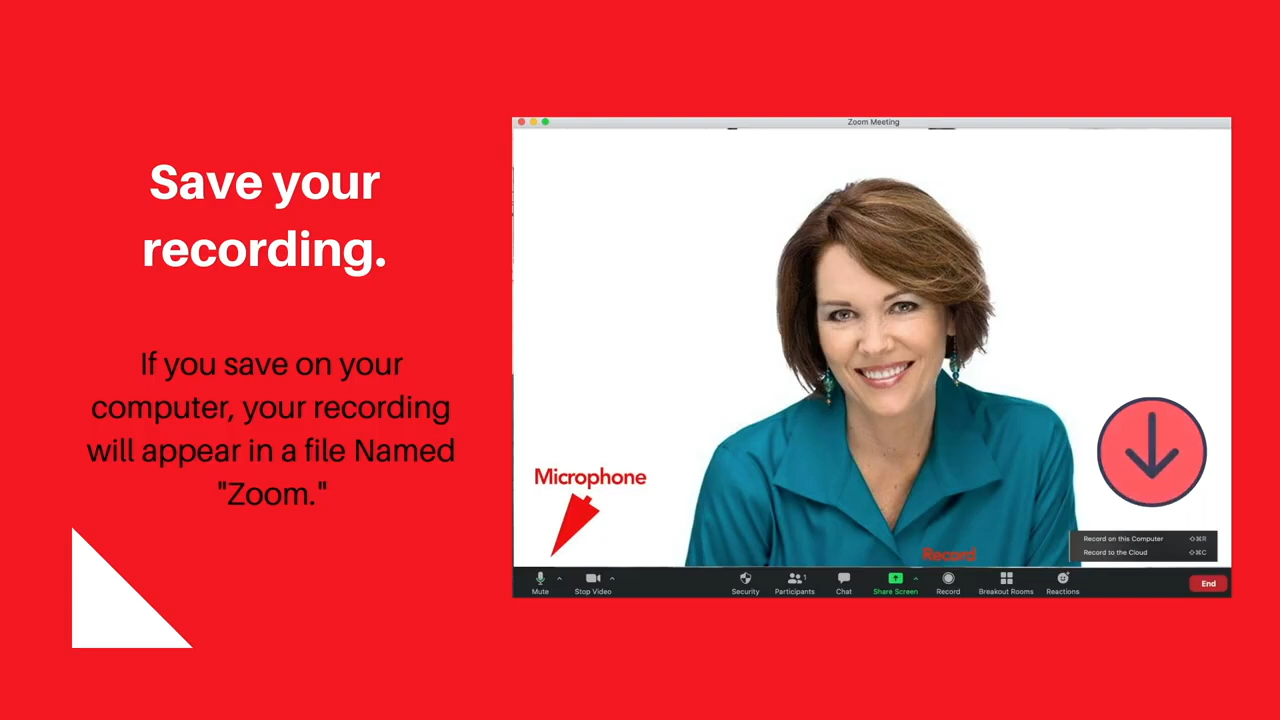 Save your
recording.
If you save on your
computer, your recording
will appear in a file Named
"Zoom."
Zoom Meeting
Microphone
Record
Record on this Computer ⇧⌘R
Record to the Cloud ⇧⌘C
Mute Stop Video Security Participants 1 Chat Share Screen Record Breakout Rooms Reactions End